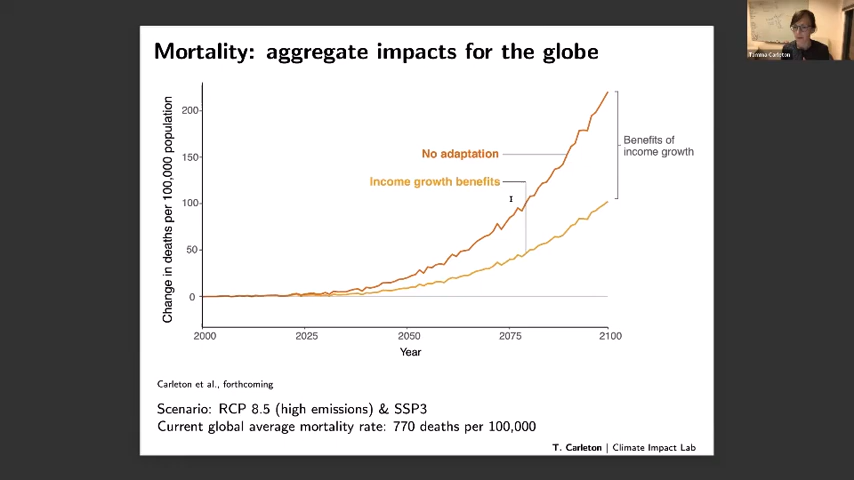 Mortality: aggregate impacts for the globe
Tamma Carleton
Change in deaths per 100,000 population
200
150
100
50
0
No adaptation
Income growth benefits
Benefits of
income growth
2000
2025
2050
2075
2100
Year
Carleton et al., forthcoming
Scenario: RCP 8.5 (high emissions) & SSP3
Current global average mortality rate: 770 deaths per 100,000
T. Carleton | Climate Impact Lab